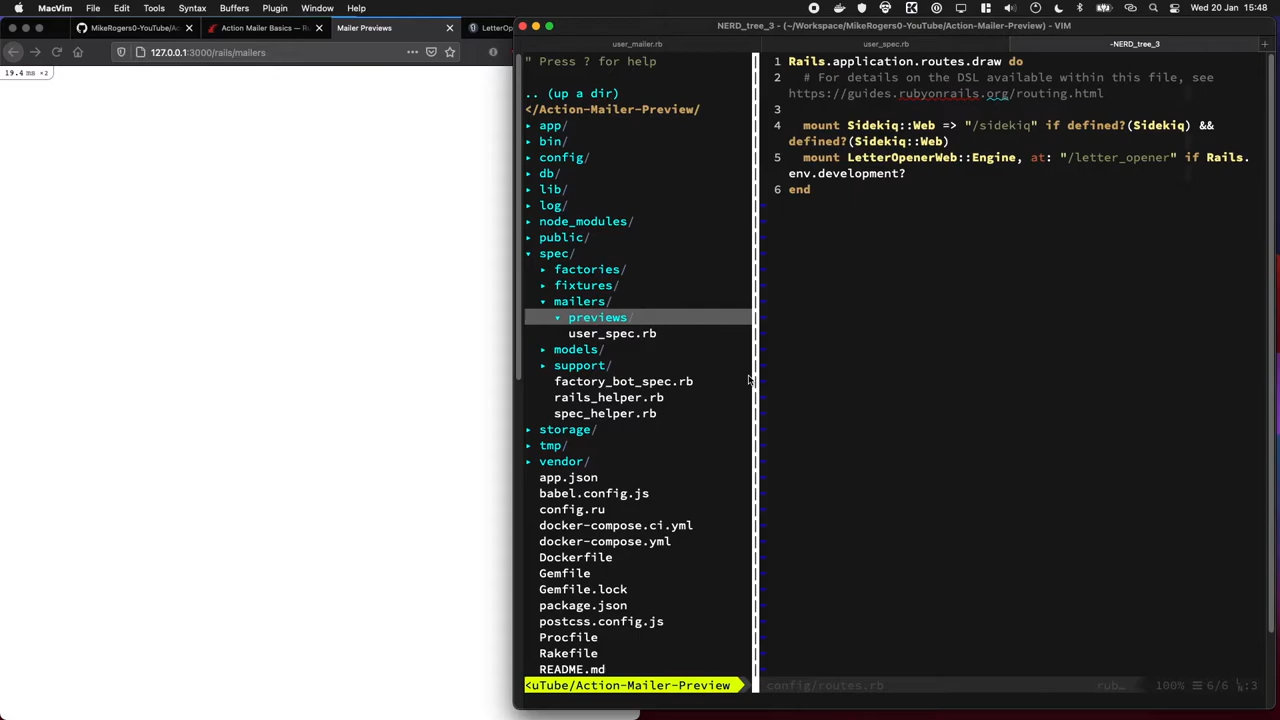 MacVim File Edit Tools Syntax Buffers Plugin Window Help
Wed 20 Jan 15:48
MikeRogers0-YouTube/Action-Ma
Action Mailer Basics — Ruby
Mailer Previews
LetterOp
127.0.0.1:3000/rails/mailers
19.4 ms ×2
NERD_tree_3 (~/Workspace/MikeRogers0-YouTube/Action-Mailer-Preview) - VIM
user_mailer.rb
user_spec.rb
-NERD_tree_3
" Press ? for help
.. (up a dir)
</Action-Mailer-Preview/
▸ app/
▸ bin/
▸ config/
▸ db/
▸ lib/
▸ log/
▸ node_modules/
▸ public/
▾ spec/
▸ factories/
▸ fixtures/
▾ mailers/
▾ previews/
user_spec.rb
▸ models/
▸ support/
factory_bot_spec.rb
rails_helper.rb
spec_helper.rb
▸ storage/
▸ tmp/
▸ vendor/
app.json
babel.config.js
config.ru
docker-compose.ci.yml
docker-compose.yml
Dockerfile
Gemfile
Gemfile.lock
package.json
postcss.config.js
Procfile
Rakefile
README.md
<uTube/Action-Mailer-Preview
1 Rails.application.routes.draw do
2 # For details on the DSL available within this file, see
https://guides.rubyonrails.org/routing.html
3
4 mount Sidekiq::Web => "/sidekiq" if defined?(Sidekiq) &&
defined?(Sidekiq::Web)
5 mount LetterOpenerWeb::Engine, at: "/letter_opener" if Rails.
env.development?
6 end
config/routes.rb
rub… 100% ☰ 6/6 :3